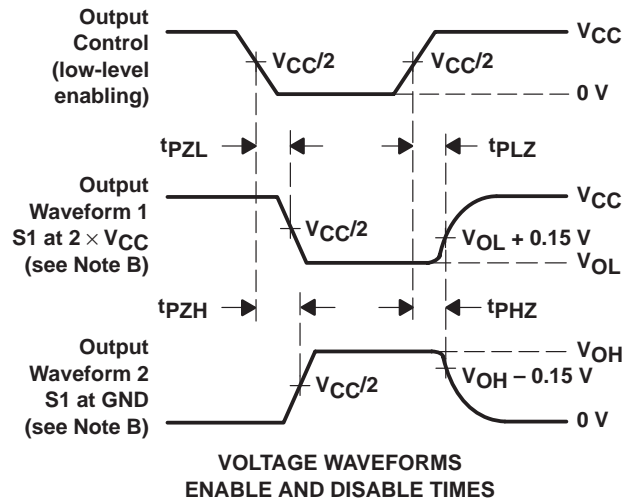 Output
Control
(low-level
enabling)
VCC
VCC/2
VCC/2
0 V
tPZL
tPLZ
Output
Waveform 1
S1 at 2 × VCC
(see Note B)
VCC
VCC/2
VOL + 0.15 V
VOL
tPZH
tPHZ
Output
Waveform 2
S1 at GND
(see Note B)
VOH
VCC/2
VOH – 0.15 V
0 V
VOLTAGE WAVEFORMS
ENABLE AND DISABLE TIMES